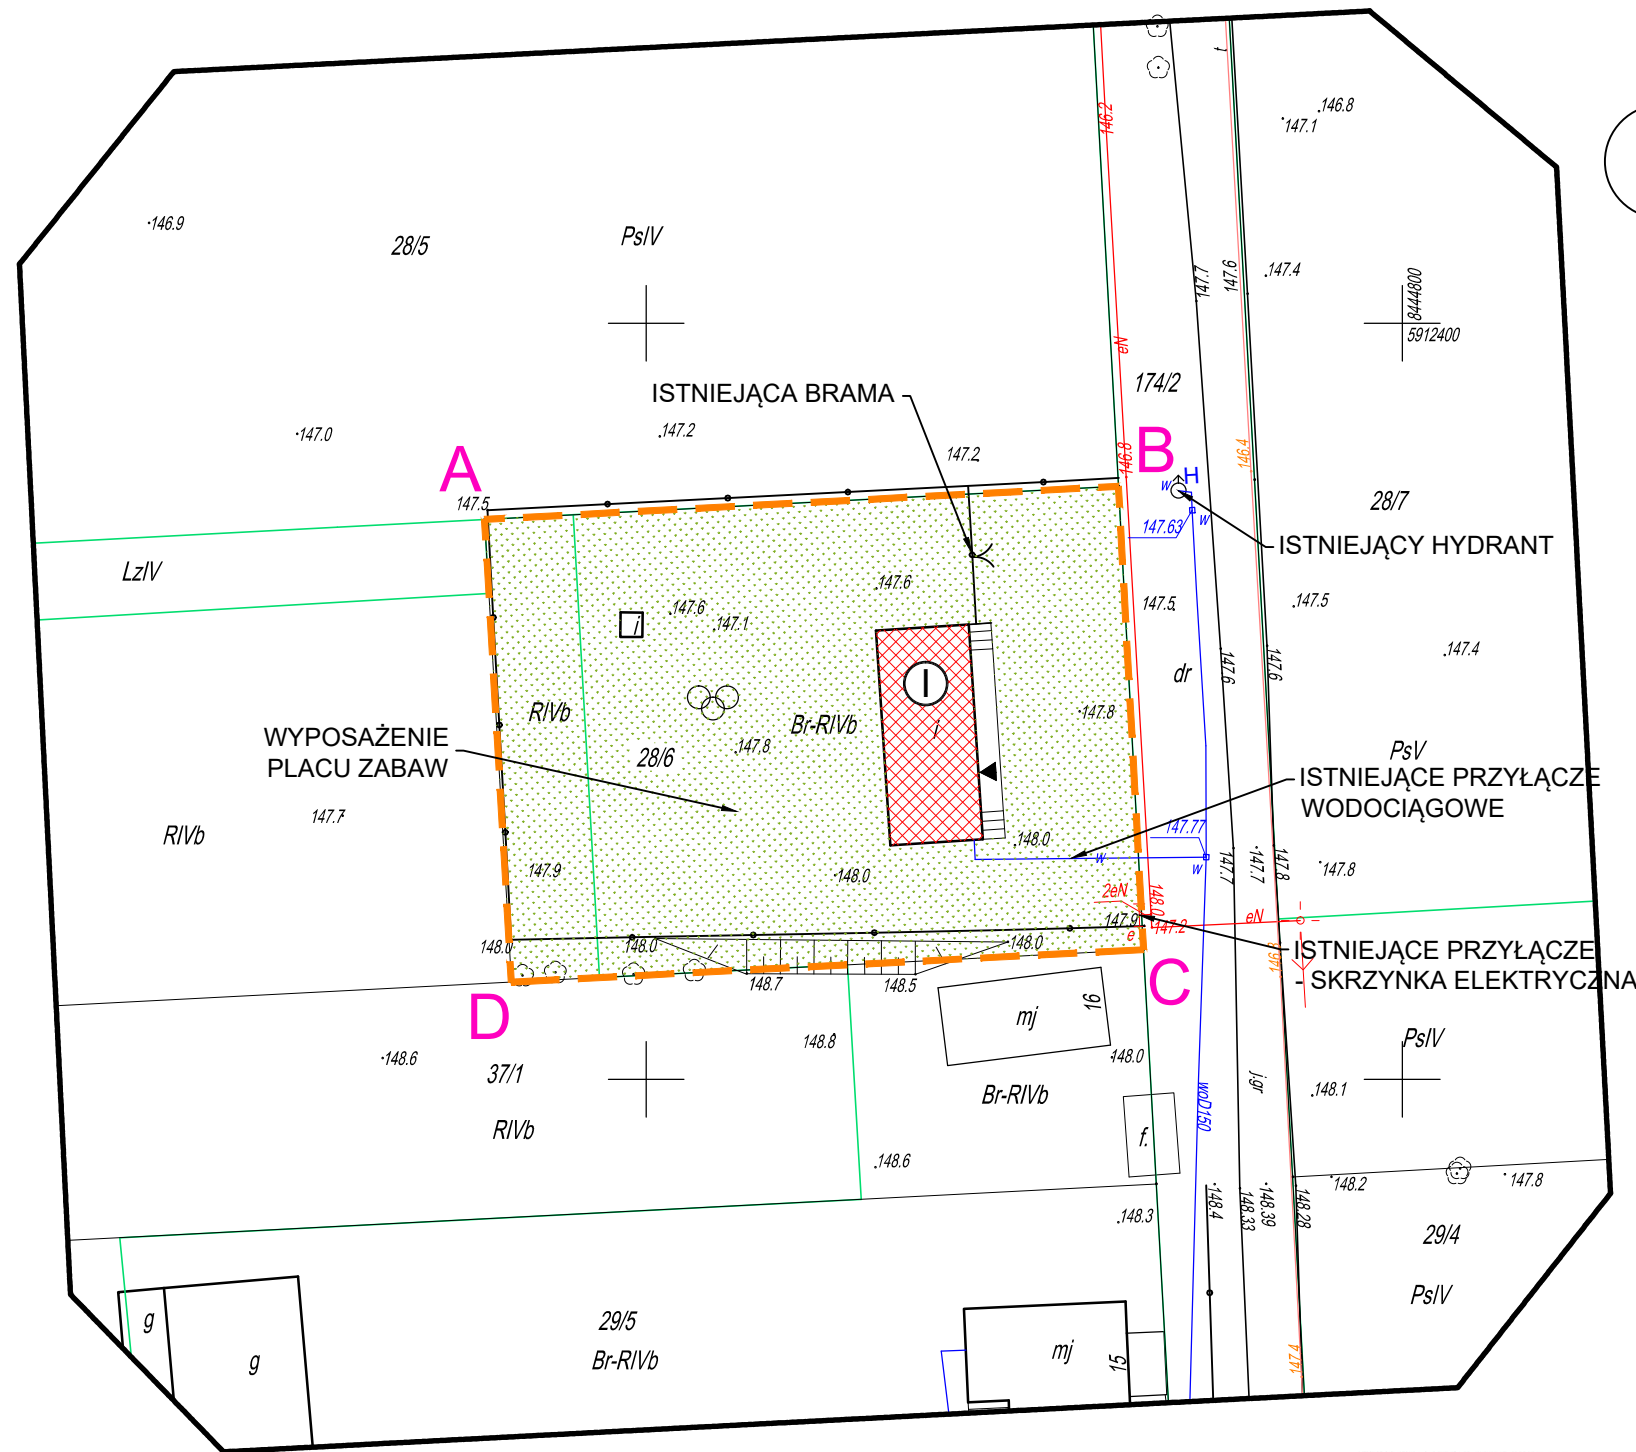 146.2
t
146.8
147.1
146.9
28/5
PsIV
147.7
147.6
147.4
8444800
5912400
eN
174/2
ISTNIEJĄCA BRAMA
147.0
147.2
147.2
146.8
B
146.4
A
147.5
w
H
28/7
147.63
w
ISTNIEJĄCY HYDRANT
LzIV
147.6
147.6
147.1
147.5
147.5
i
147.6
147.6
147.4
dr
I
RIVb
Br-RIVb
i
147.8
WYPOSAŻENIE
PLACU ZABAW
28/6
147.8
PsV
ISTNIEJĄCE PRZYŁĄCZE
WODOCIĄGOWE
147.7
RIVb
148.0
147.77
w
w
147.7
147.7
147.8
147.8
147.9
148.0
2eN
148.0
147.9
147.2
eN
e
148.0
148.0
148.0
146.8
ISTNIEJĄCE PRZYŁĄCZE
- SKRZYNKA ELEKTRYCZNA
C
148.7
148.5
D
mj
16
148.6
148.8
148.0
PsIV
37/1
j.gr
148.1
Br-RIVb
woD150
RIVb
f.
148.6
148.2
147.8
148.3
148.4
148.33
148.39
148.28
29/4
PsIV
g
g
29/5
Br-RIVb
mj
15
147.4